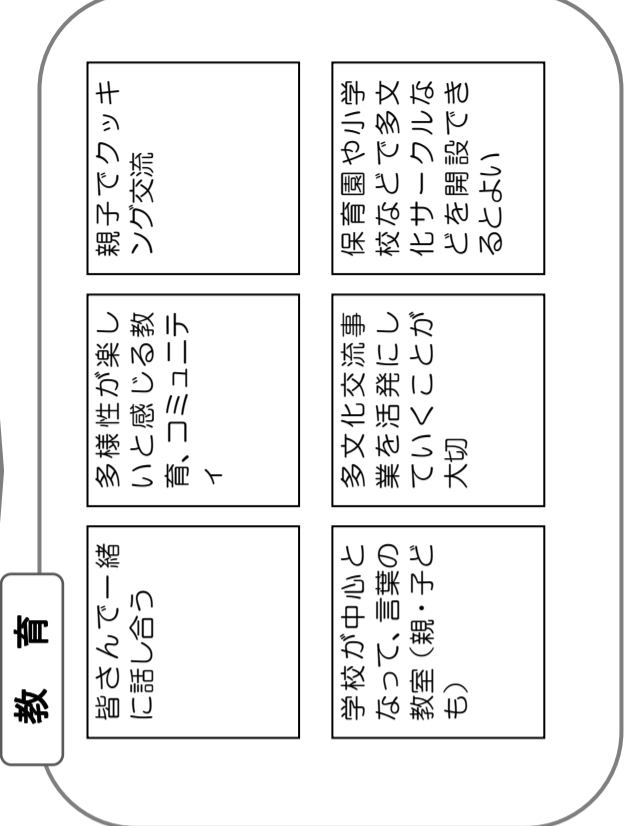 教 育
皆さんで一緒
に話し合う
多様性が楽し
いと感じる教
育、コミュニテ
ィ
親子でクッキ
ング交流
学校が中心と
なって、言葉の
教室（親・子ど
も）
多文化交流事
業を活発にし
ていくことが
大切
保育園や小学
校などで多文
化サークルな
どを開設でき
るとよい